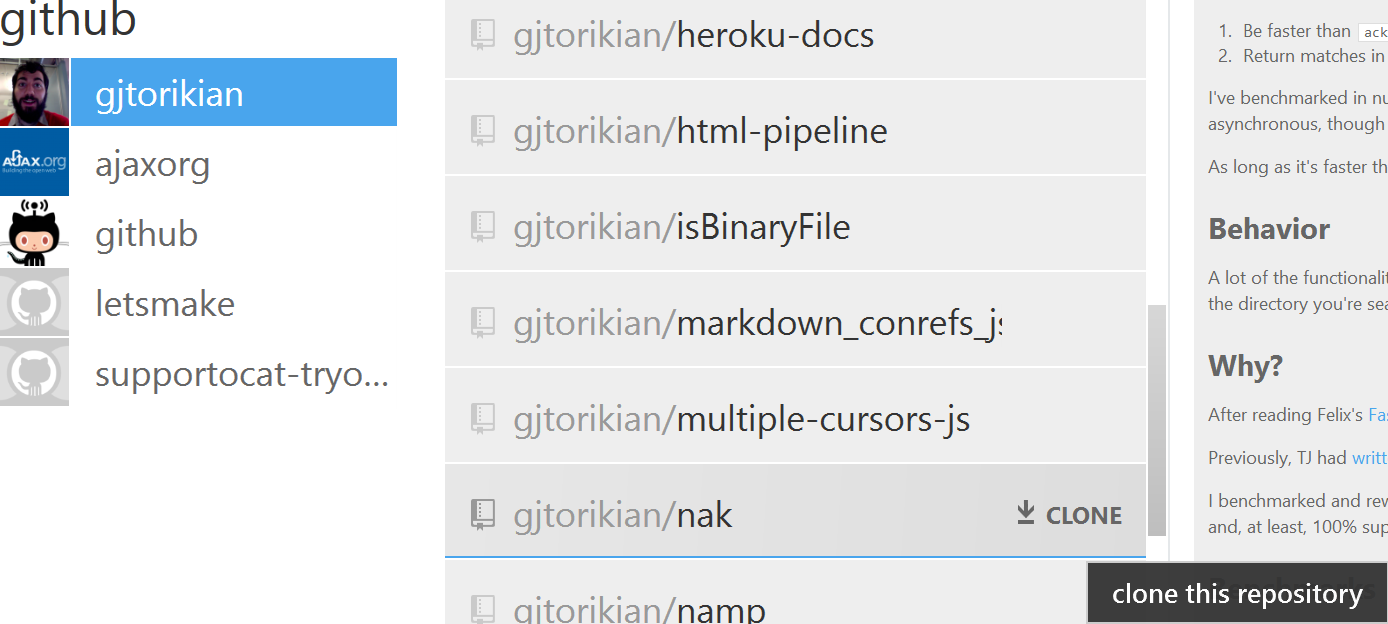 github
gjtorikian
AJAX.org
Building the open web
ajaxorg
github
letsmake
supportocat-tryo...
gjtorikian/heroku-docs
gjtorikian/html-pipeline
gjtorikian/isBinaryFile
gjtorikian/markdown_conrefs_js
gjtorikian/multiple-cursors-js
gjtorikian/nak
CLONE
gjtorikian/namp
1. Be faster than ack
2. Return matches in
I've benchmarked in nu
asynchronous, though
As long as it's faster th
Behavior
A lot of the functionalit
the directory you're sea
Why?
After reading Felix's Fas
Previously, TJ had writt
I benchmarked and rew
and, at least, 100% sup
clone this repository